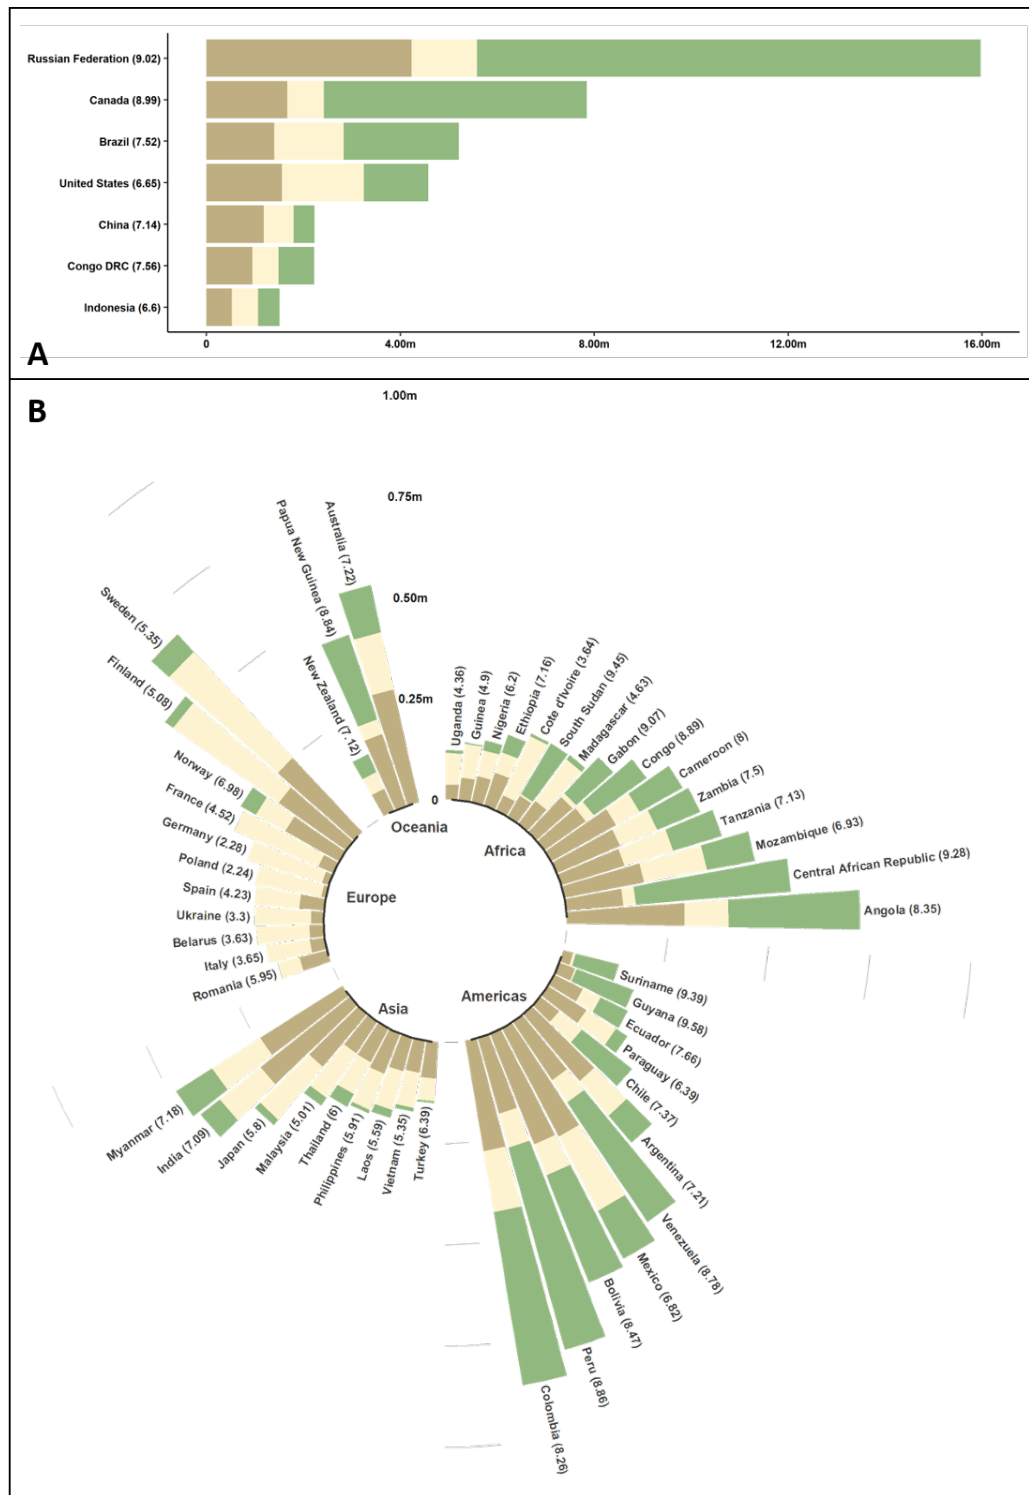 Russian Federation (9.02)
Canada (8.99)
Brazil (7.52)
United States (6.65)
China (7.14)
Congo DRC (7.56)
Indonesia (6.6)
0
4.00m
8.00m
12.00m
16.00m
A
B
1.00m
0.75m
0.50m
0.25m
0
Uganda (4.36)
Guinea (4.9)
Nigeria (6.2)
Ethiopia (7.16)
Cote d'Ivoire (3.64)
South Sudan (9.45)
Madagascar (4.63)
Gabon (9.07)
Congo (8.89)
Cameroon (8)
Zambia (7.5)
Tanzania (7.13)
Mozambique (6.93)
Central African Republic (9.28)
Angola (8.35)
Africa
Suriname (9.39)
Guyana (9.58)
Ecuador (7.66)
Paraguay (6.39)
Chile (7.37)
Argentina (7.21)
Venezuela (8.78)
Mexico (6.82)
Bolivia (8.47)
Peru (8.86)
Colombia (8.26)
Americas
Turkey (6.39)
Vietnam (5.35)
Laos (5.59)
Philippines (5.91)
Thailand (6)
Malaysia (5.01)
Japan (5.8)
India (7.09)
Myanmar (7.18)
Asia
Romania (5.95)
Italy (3.65)
Belarus (3.63)
Ukraine (3.3)
Spain (4.23)
Poland (2.24)
Germany (2.28)
France (4.52)
Norway (6.98)
Finland (5.08)
Sweden (5.35)
Europe
New Zealand (7.12)
Papua New Guinea (8.84)
Australia (7.22)
Oceania